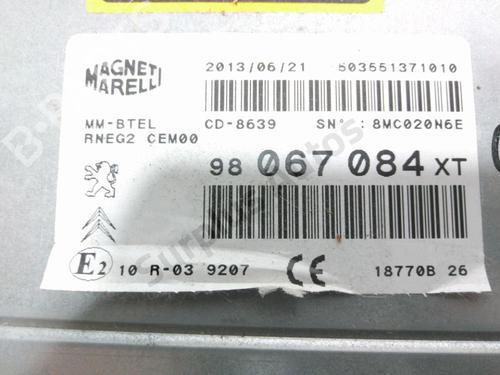 MAGNETI
MARELLI
2013/06/21 503551371010
MM-BTEL CD-8639 SN : 8MC020N6E
RNEG2 CEM00
98 067 084 XT
E2 10 R-03 9207 CE 18770B 26